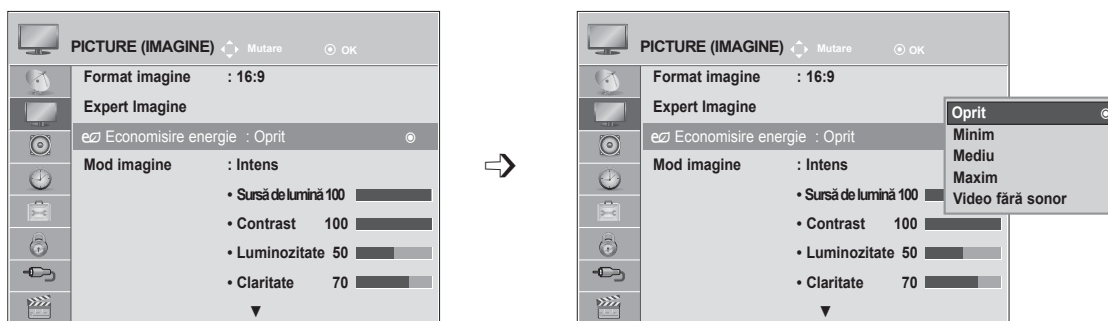 PICTURE (IMAGINE) Mutare OK
Format imagine : 16:9
Expert Imagine
e Economisire energie : Oprit
Mod imagine : Intens
• Sursă de lumină 100
• Contrast 100
• Luminozitate 50
• Claritate 70
PICTURE (IMAGINE) Mutare OK
Format imagine : 16:9
Expert Imagine
e Economisire energie : Oprit
Mod imagine : Intens
• Sursă de lumină 100
• Contrast 100
• Luminozitate 50
• Claritate 70
Oprit
Minim
Mediu
Maxim
Video fără sonor